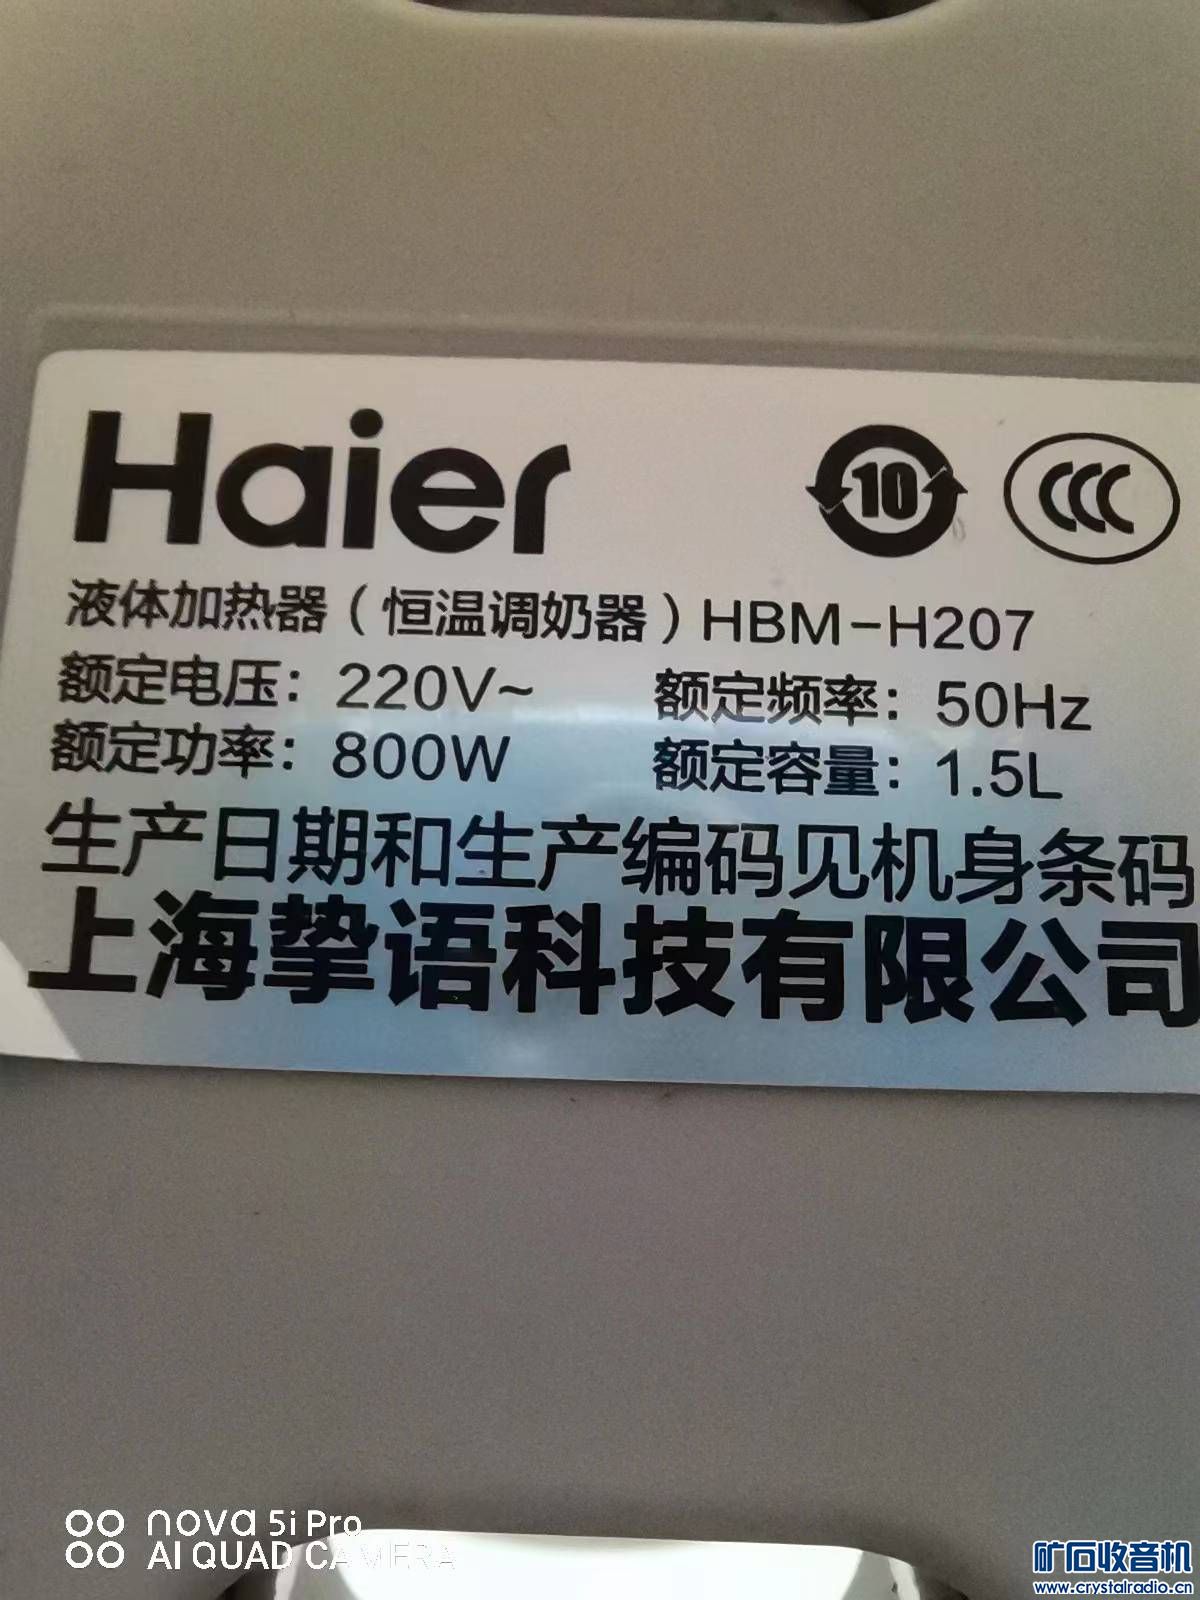 Haier
10
CCC
液体加热器（恒温调奶器）HBM-H207
额定电压：220V~ 额定频率：50Hz
额定功率：800W 额定容量：1.5L
生产日期和生产编码见机身条码
上海挚语科技有限公司
nova 5i Pro
AI QUAD CAMERA
矿石收音机
www.crystalradio.cn